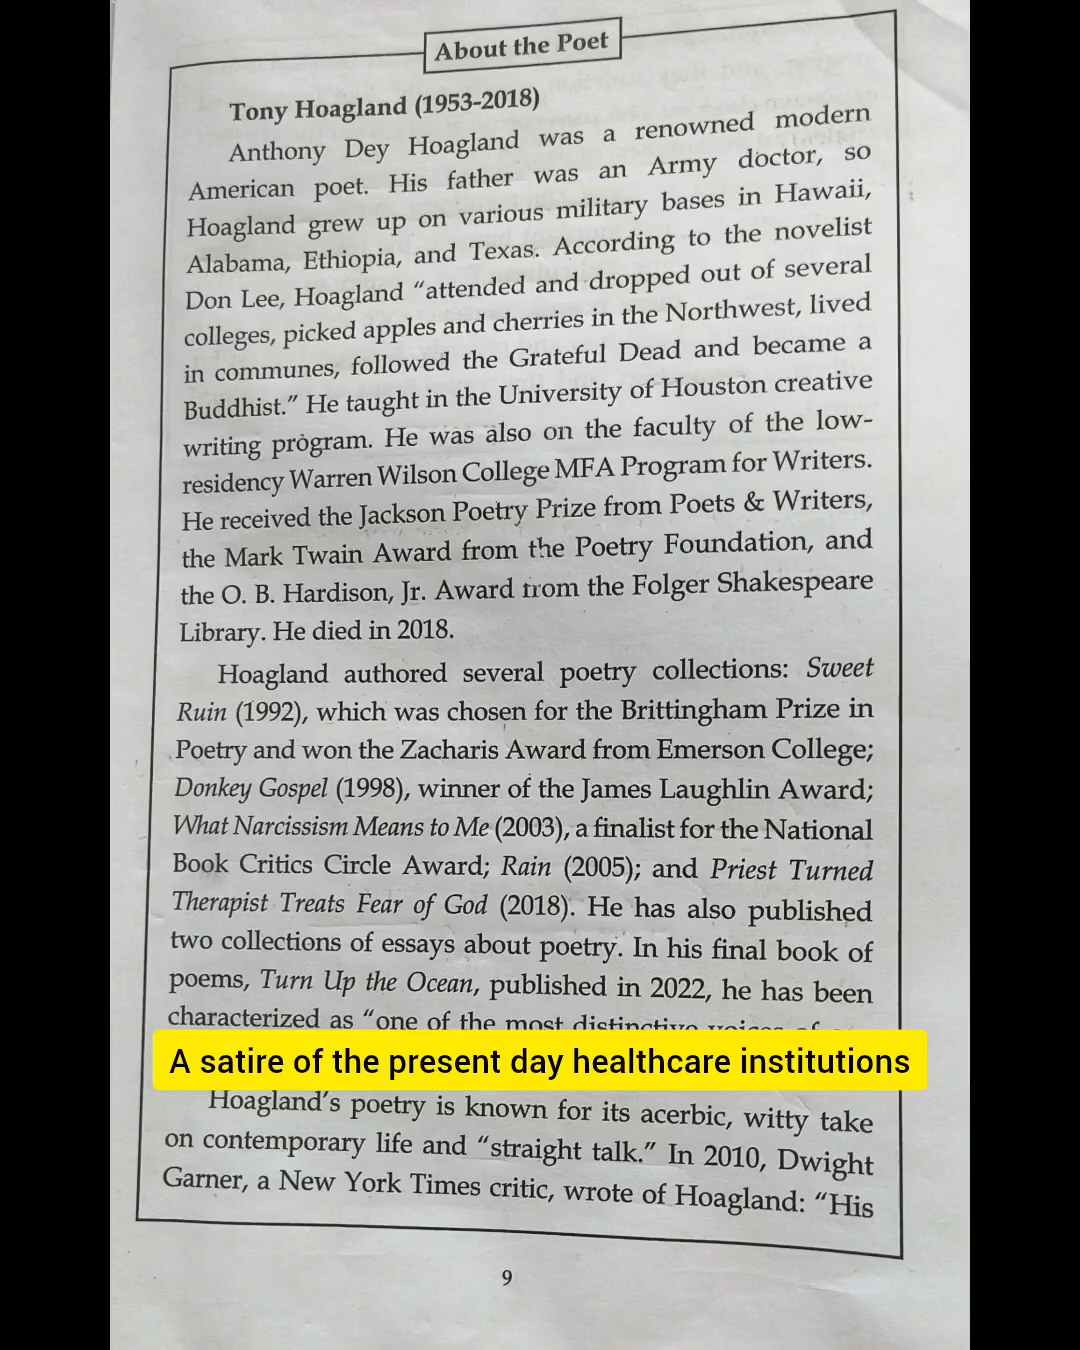 About the Poet
Tony Hoagland (1953-2018)
Anthony Dey Hoagland was a renowned modern
American poet. His father was an Army doctor, so
Hoagland grew up on various military bases in Hawaii,
Alabama, Ethiopia, and Texas. According to the novelist
Don Lee, Hoagland “attended and dropped out of several
colleges, picked apples and cherries in the Northwest, lived
in communes, followed the Grateful Dead and became a
Buddhist.” He taught in the University of Houston creative
writing program. He was also on the faculty of the low-
residency Warren Wilson College MFA Program for Writers.
He received the Jackson Poetry Prize from Poets & Writers,
the Mark Twain Award from the Poetry Foundation, and
the O. B. Hardison, Jr. Award from the Folger Shakespeare
Library. He died in 2018.
Hoagland authored several poetry collections: Sweet
Ruin (1992), which was chosen for the Brittingham Prize in
Poetry and won the Zacharis Award from Emerson College;
Donkey Gospel (1998), winner of the James Laughlin Award;
What Narcissism Means to Me (2003), a finalist for the National
Book Critics Circle Award; Rain (2005); and Priest Turned
Therapist Treats Fear of God (2018). He has also published
two collections of essays about poetry. In his final book of
poems, Turn Up the Ocean, published in 2022, he has been
characterized as “one of the most distinctive voices of
A satire of the present day healthcare institutions
Hoagland’s poetry is known for its acerbic, witty take
on contemporary life and “straight talk.” In 2010, Dwight
Garner, a New York Times critic, wrote of Hoagland: “His
9